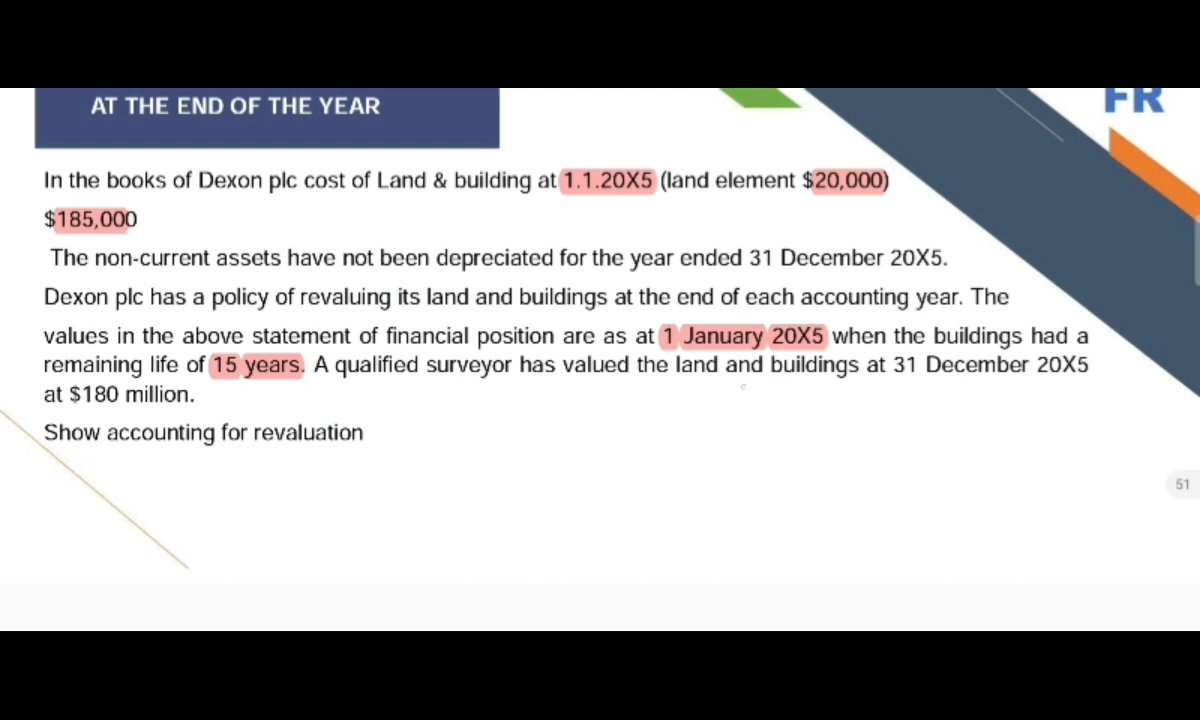 AT THE END OF THE YEAR
FR
In the books of Dexon plc cost of Land & building at 1.1.20X5 (land element $20,000)
$185,000
The non-current assets have not been depreciated for the year ended 31 December 20X5.
Dexon plc has a policy of revaluing its land and buildings at the end of each accounting year. The
values in the above statement of financial position are as at 1 January 20X5 when the buildings had a
remaining life of 15 years. A qualified surveyor has valued the land and buildings at 31 December 20X5
at $180 million.
Show accounting for revaluation
51